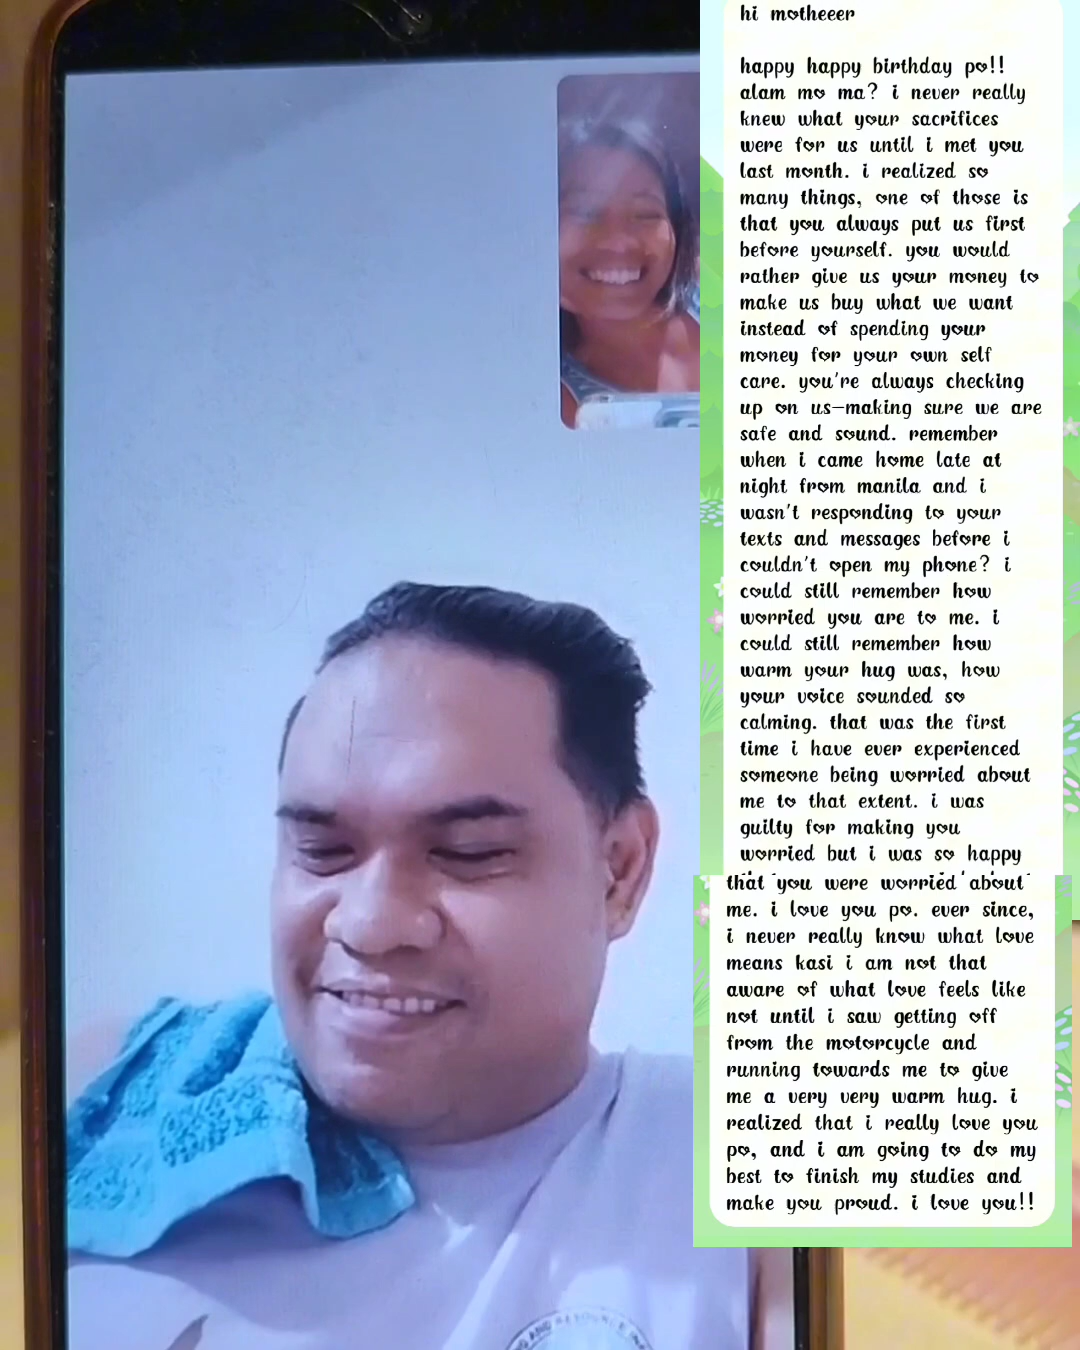 hi motheeer
happy happy birthday po!!
alam mo ma? i never really
knew what your sacrifices
were for us until i met you
last month. i realized so
many things, one of those is
that you always put us first
before yourself. you would
rather give us your money to
make us buy what we want
instead of spending your
money for your own self
care. you're always checking
up on us—making sure we are
safe and sound. remember
when i came home late at
night from manila and i
wasn't responding to your
texts and messages before i
couldn't open my phone? i
could still remember how
worried you are to me. i
could still remember how
warm your hug was, how
your voice sounded so
calming. that was the first
time i have ever experienced
someone being worried about
me to that extent. i was
guilty for making you
worried but i was so happy
that you were worried about
me. i love you po. ever since,
i never really know what love
means kasi i am not that
aware of what love feels like
not until i saw getting off
from the motorcycle and
running towards me to give
me a very very warm hug. i
realized that i really love you
po, and i am going to do my
best to finish my studies and
make you proud. i love you!!
AND RESOURCE